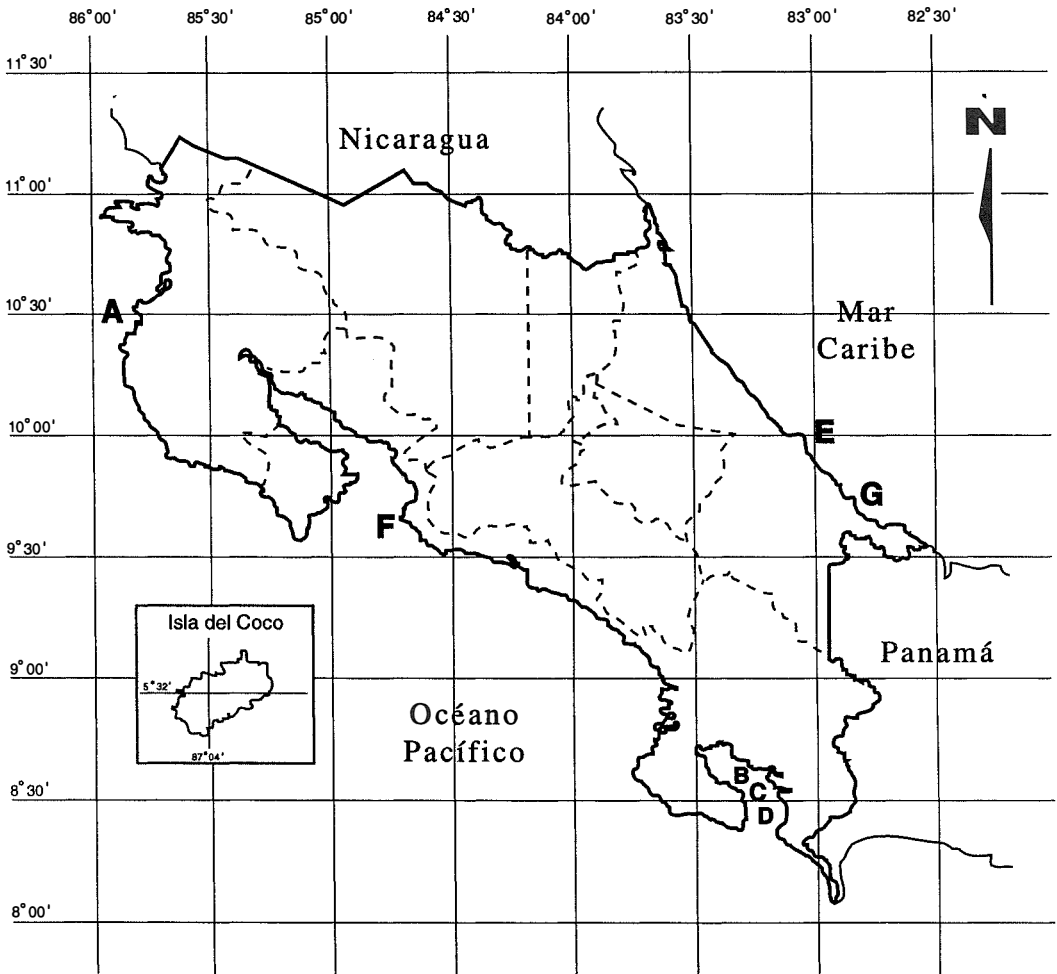 86°00' 85°30' 85°00' 84°30' 84°00' 83°30' 83°00' 82°30'
11°30'
N
Nicaragua
11°00'
A
10°30'
Mar
Caribe
10°00'
E
G
F
9°30'
Isla del Coco
5°32'
87°04'
Panamá
9°00'
Océano
Pacífico
B
C
8°30'
D
8°00'